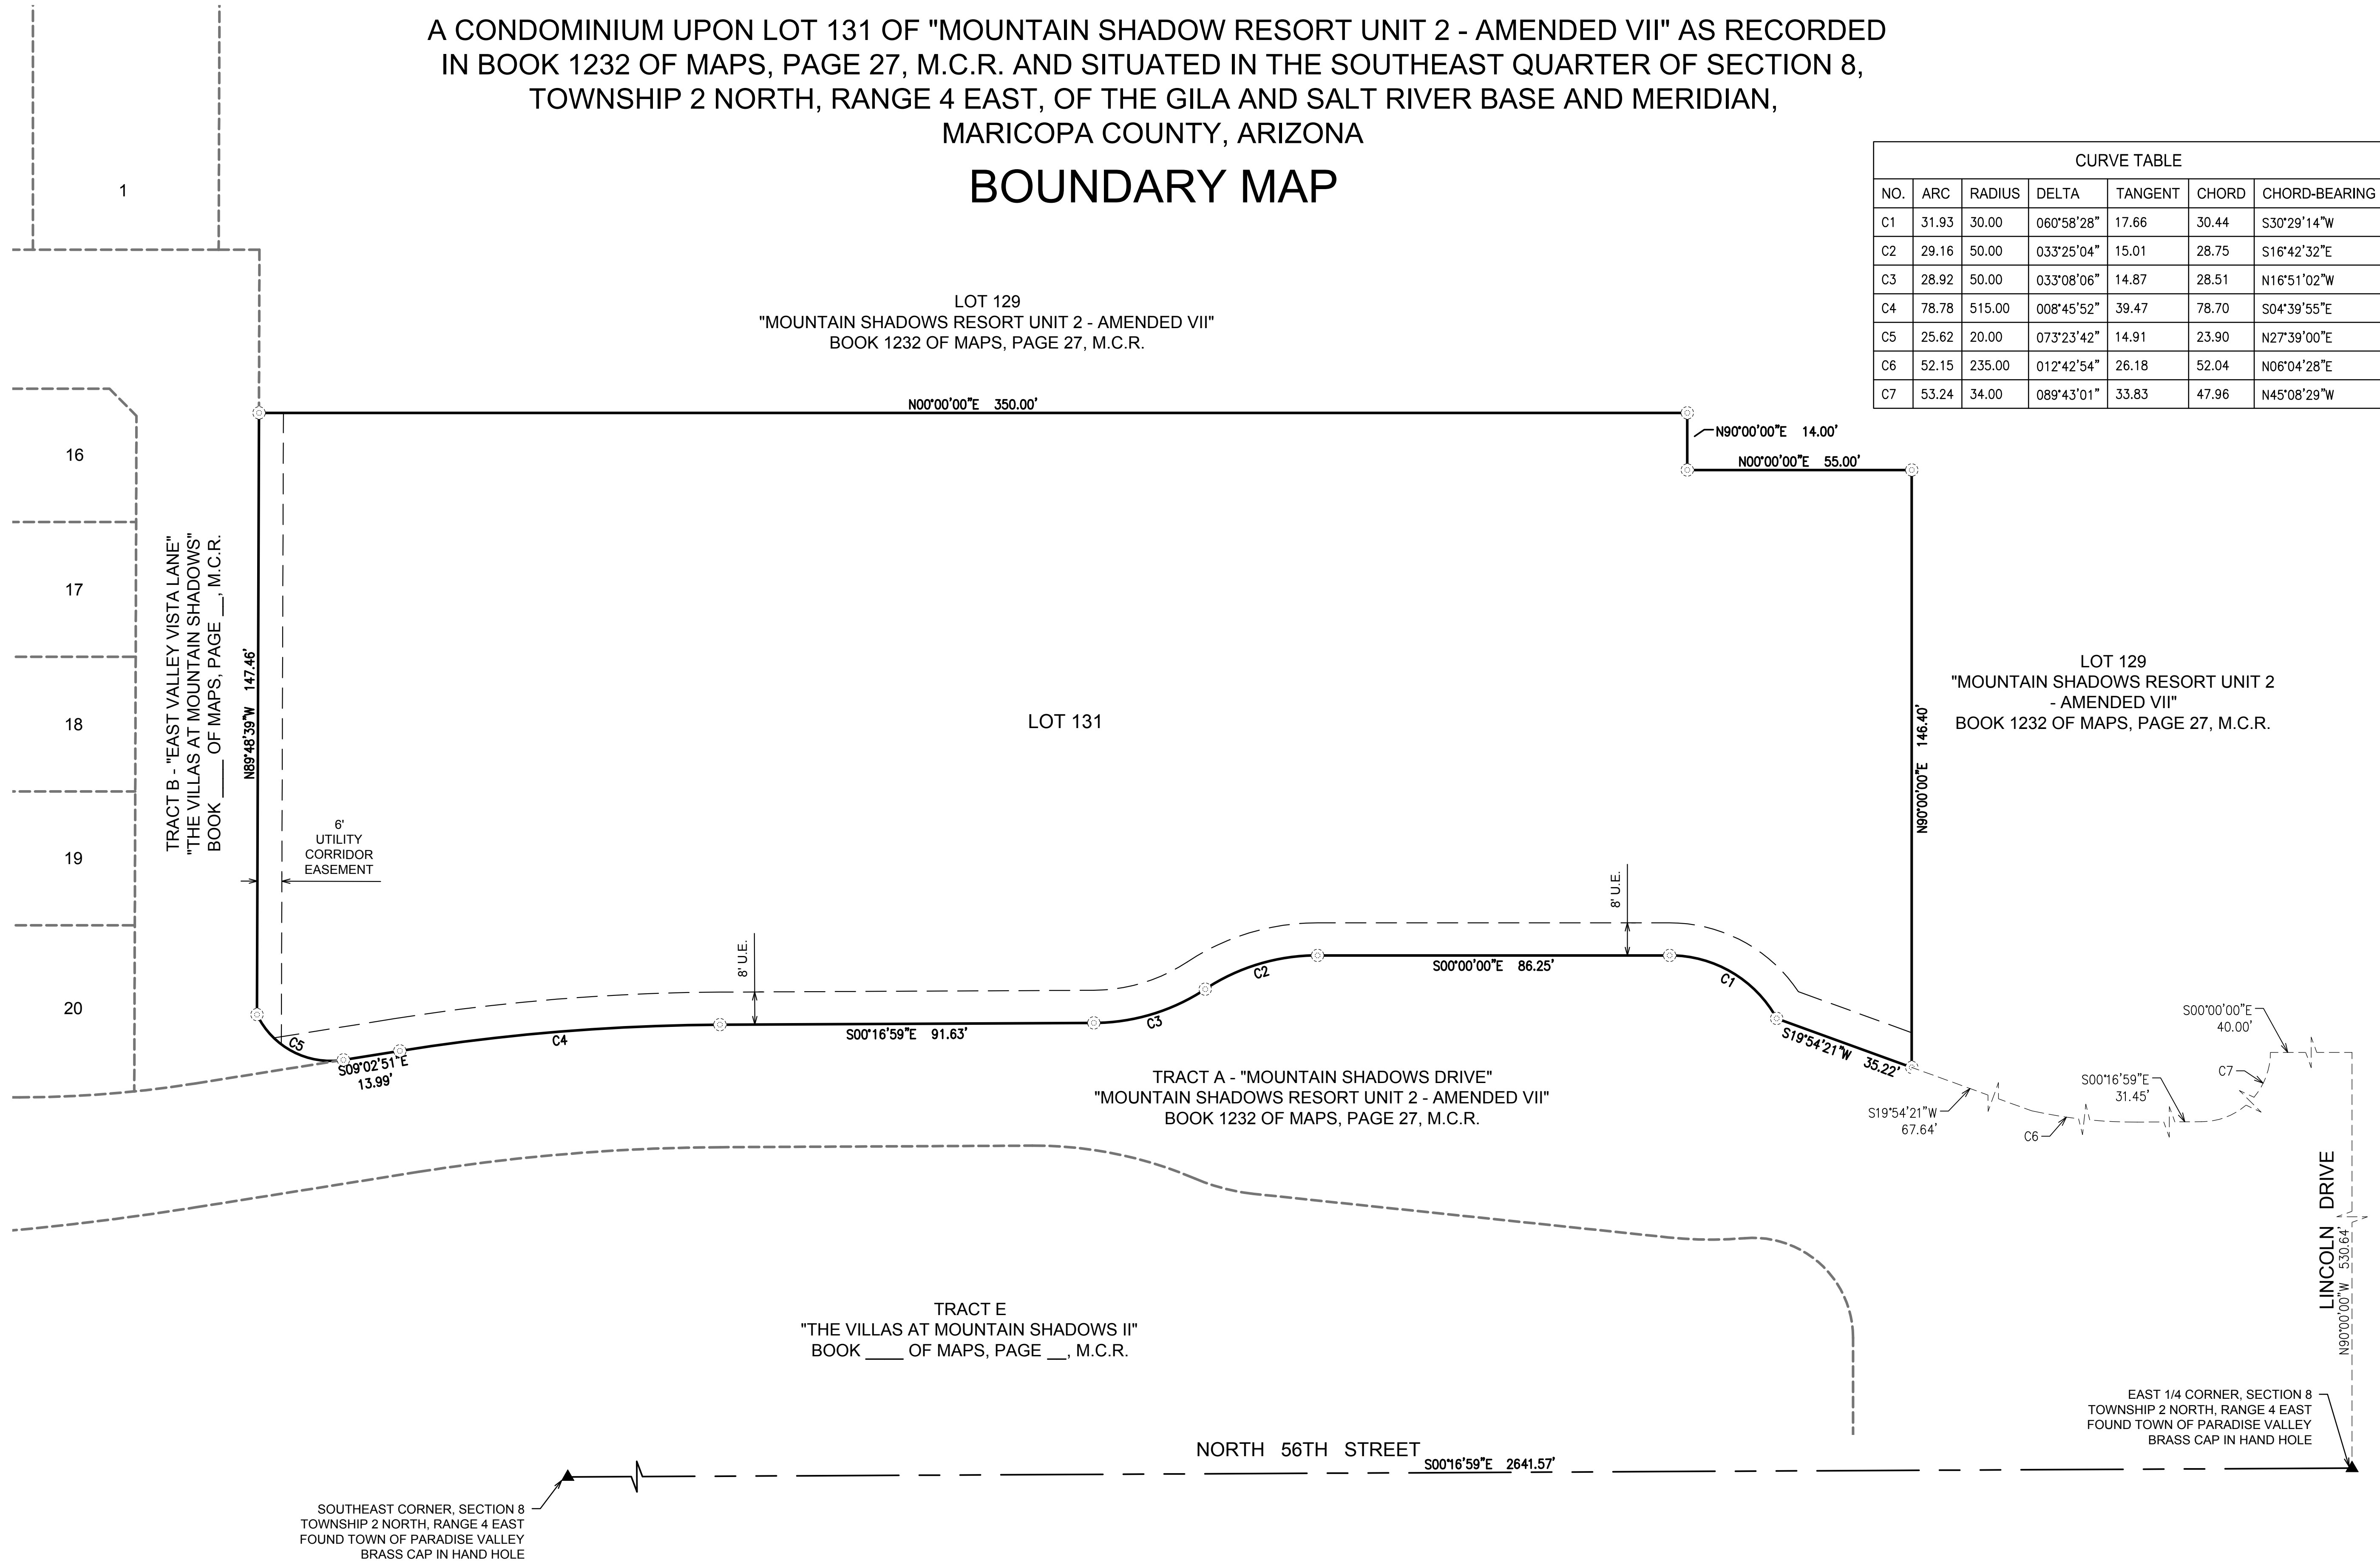 A CONDOMINIUM UPON LOT 131 OF "MOUNTAIN SHADOW RESORT UNIT 2 - AMENDED VII" AS RECORDED
IN BOOK 1232 OF MAPS, PAGE 27, M.C.R. AND SITUATED IN THE SOUTHEAST QUARTER OF SECTION 8,
TOWNSHIP 2 NORTH, RANGE 4 EAST, OF THE GILA AND SALT RIVER BASE AND MERIDIAN,
MARICOPA COUNTY, ARIZONA
BOUNDARY MAP
CURVE TABLE
NO. ARC RADIUS DELTA TANGENT CHORD CHORD-BEARING
C1 31.93 30.00 060°58'28" 17.66 30.44 S30°29'14"W
C2 29.16 50.00 033°25'04" 15.01 28.75 S16°42'32"E
C3 28.92 50.00 033°08'06" 14.87 28.51 N16°51'02"W
C4 78.78 515.00 008°45'52" 39.47 78.70 S04°39'55"E
C5 25.62 20.00 073°23'42" 14.91 23.90 N27°39'00"E
C6 52.15 235.00 012°42'54" 26.18 52.04 N06°04'28"E
C7 53.24 34.00 089°43'01" 33.83 47.96 N45°08'29"W
1
LOT 129
"MOUNTAIN SHADOWS RESORT UNIT 2 - AMENDED VII"
BOOK 1232 OF MAPS, PAGE 27, M.C.R.
N00°00'00"E 350.00'
N90°00'00"E 14.00'
N00°00'00"E 55.00'
16
17
18
19
20
TRACT B - "EAST VALLEY VISTA LANE"
"THE VILLAS AT MOUNTAIN SHADOWS"
BOOK ____ OF MAPS, PAGE __, M.C.R.
N89°48'39"W 147.46'
6'
UTILITY
CORRIDOR
EASEMENT
LOT 131
N90°00'00"E 146.40'
LOT 129
"MOUNTAIN SHADOWS RESORT UNIT 2
- AMENDED VII"
BOOK 1232 OF MAPS, PAGE 27, M.C.R.
8' U.E.
8' U.E.
C5
S09°02'51"E
13.99'
C4
S00°16'59"E 91.63'
C3
C2
S00°00'00"E 86.25'
C1
S19°54'21"W 35.22'
TRACT A - "MOUNTAIN SHADOWS DRIVE"
"MOUNTAIN SHADOWS RESORT UNIT 2 - AMENDED VII"
BOOK 1232 OF MAPS, PAGE 27, M.C.R.
S19°54'21"W
67.64'
C6
S00°16'59"E
31.45'
C7
S00°00'00"E
40.00'
LINCOLN DRIVE
N90°00'00"W 530.64'
TRACT E
"THE VILLAS AT MOUNTAIN SHADOWS II"
BOOK ____ OF MAPS, PAGE __, M.C.R.
EAST 1/4 CORNER, SECTION 8
TOWNSHIP 2 NORTH, RANGE 4 EAST
FOUND TOWN OF PARADISE VALLEY
BRASS CAP IN HAND HOLE
NORTH 56TH STREET
S00°16'59"E 2641.57'
SOUTHEAST CORNER, SECTION 8
TOWNSHIP 2 NORTH, RANGE 4 EAST
FOUND TOWN OF PARADISE VALLEY
BRASS CAP IN HAND HOLE